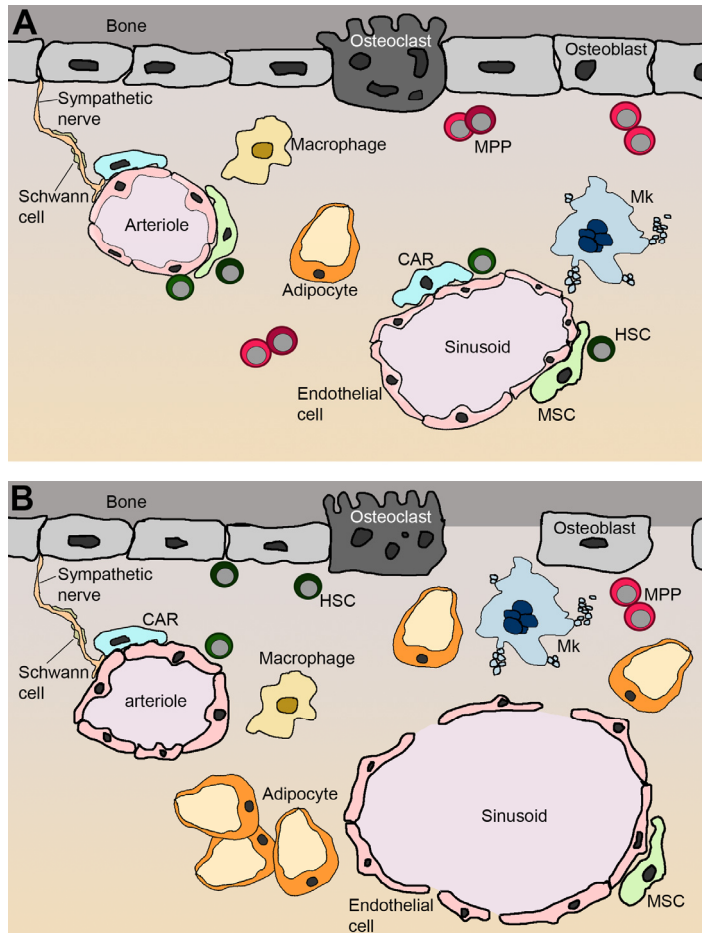 A
Bone
Osteoclast
Osteoblast
Sympathetic
nerve
Macrophage
MPP
Schwann
cell
Arteriole
Mk
CAR
Adipocyte
HSC
Sinusoid
Endothelial
cell
MSC
B
Bone
Osteoclast
Osteoblast
Sympathetic
nerve
HSC
MPP
CAR
Mk
Schwann
cell
Macrophage
arteriole
Adipocyte
Sinusoid
Endothelial
cell
MSC